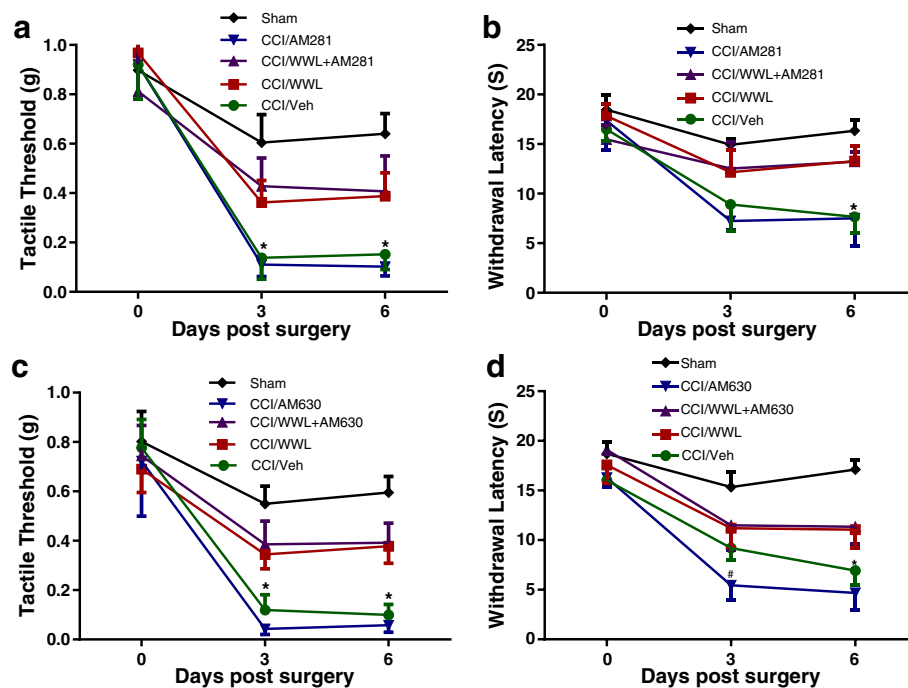 a
Sham
CCI/AM281
CCI/WWL+AM281
CCI/WWL
CCI/Veh
Tactile Threshold (g)
1.0
0.8
0.6
0.4
0.2
0.0
*
*
0
3
6
Days post surgery
b
Sham
CCI/AM281
CCI/WWL+AM281
CCI/WWL
CCI/Veh
Withdrawal Latency (S)
25
20
15
10
5
0
*
0
3
6
Days post surgery
c
Sham
CCI/AM630
CCI/WWL+AM630
CCI/WWL
CCI/Veh
Tactile Threshold (g)
1.0
0.8
0.6
0.4
0.2
0.0
*
*
0
3
6
Days post surgery
d
Sham
CCI/AM630
CCI/WWL+AM630
CCI/WWL
CCI/Veh
Withdrawal Latency (S)
25
20
15
10
5
0
#
*
0
3
6
Days post surgery